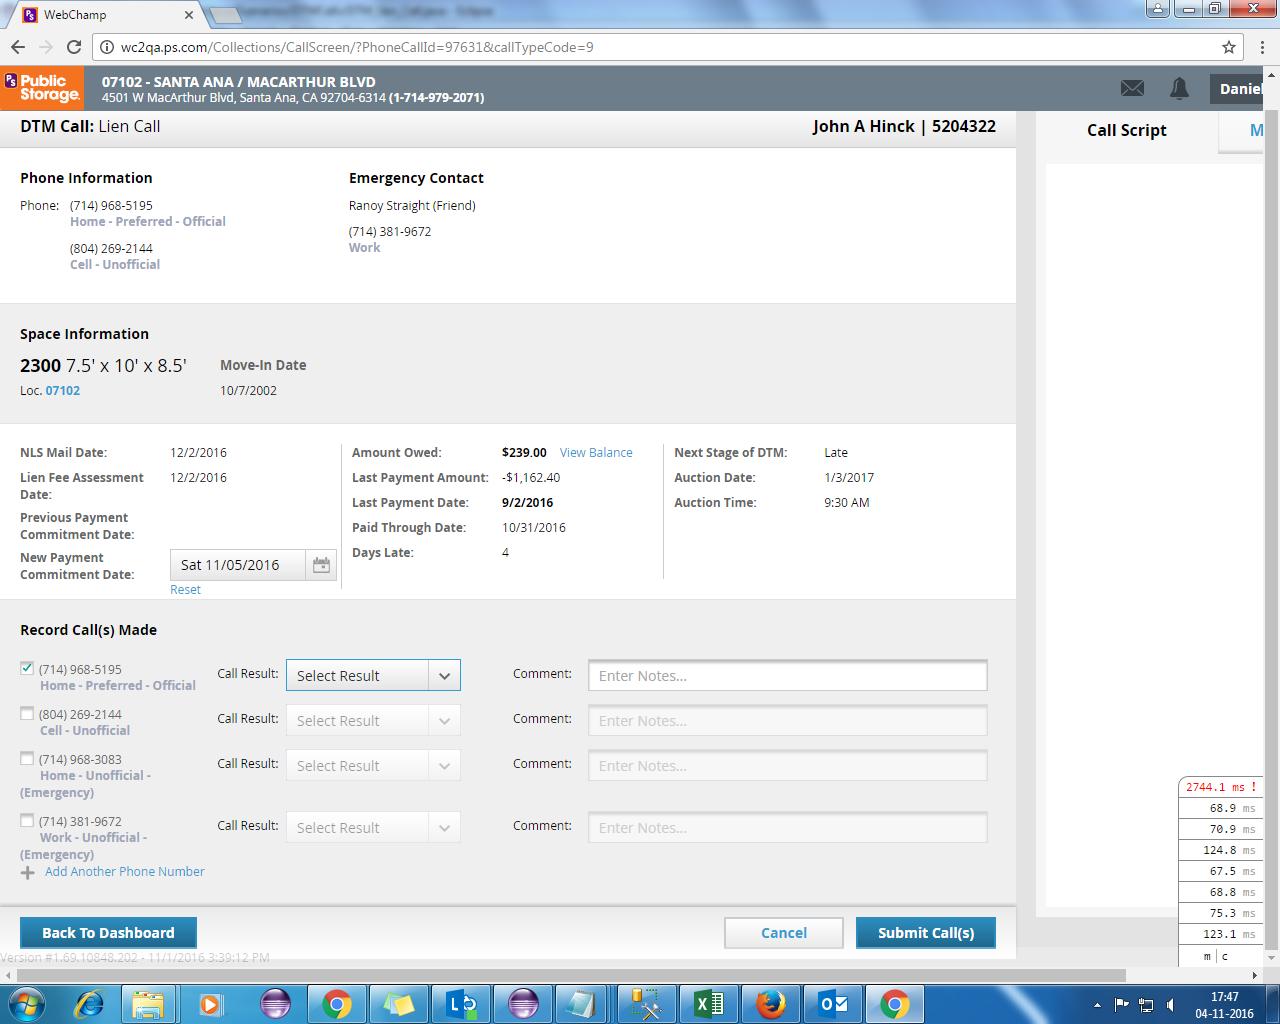 WebChamp
wc2qa.ps.com/Collections/CallScreen/?PhoneCallId=97631&callTypeCode=9
PS Public Storage.
07102 - SANTA ANA / MACARTHUR BLVD
4501 W MacArthur Blvd, Santa Ana, CA 92704-6314 (1-714-979-2071)
Daniel
DTM Call: Lien Call
John A Hinck | 5204322
Call Script
M
Phone Information
Emergency Contact
Phone: (714) 968-5195
Home - Preferred - Official
(804) 269-2144
Cell - Unofficial
Ranoy Straight (Friend)
(714) 381-9672
Work
Space Information
2300 7.5' x 10' x 8.5'
Move-In Date
Loc. 07102
10/7/2002
NLS Mail Date: 12/2/2016
Lien Fee Assessment Date: 12/2/2016
Previous Payment Commitment Date:
New Payment Commitment Date: Sat 11/05/2016
Reset
Amount Owed: $239.00 View Balance
Last Payment Amount: -$1,162.40
Last Payment Date: 9/2/2016
Paid Through Date: 10/31/2016
Days Late: 4
Next Stage of DTM: Late
Auction Date: 1/3/2017
Auction Time: 9:30 AM
Record Call(s) Made
(714) 968-5195 Call Result: Select Result Comment: Enter Notes...
Home - Preferred - Official
(804) 269-2144 Call Result: Select Result Comment: Enter Notes...
Cell - Unofficial
(714) 968-3083 Call Result: Select Result Comment: Enter Notes...
Home - Unofficial -
(Emergency)
(714) 381-9672 Call Result: Select Result Comment: Enter Notes...
Work - Unofficial -
(Emergency)
Add Another Phone Number
Back To Dashboard
Cancel
Submit Call(s)
Version #1.69.10848.202 - 11/1/2016 3:39:12 PM
2744.1 ms !
68.9 ms
70.9 ms
124.8 ms
67.5 ms
68.8 ms
75.3 ms
123.1 ms
m | c
17:47
04-11-2016